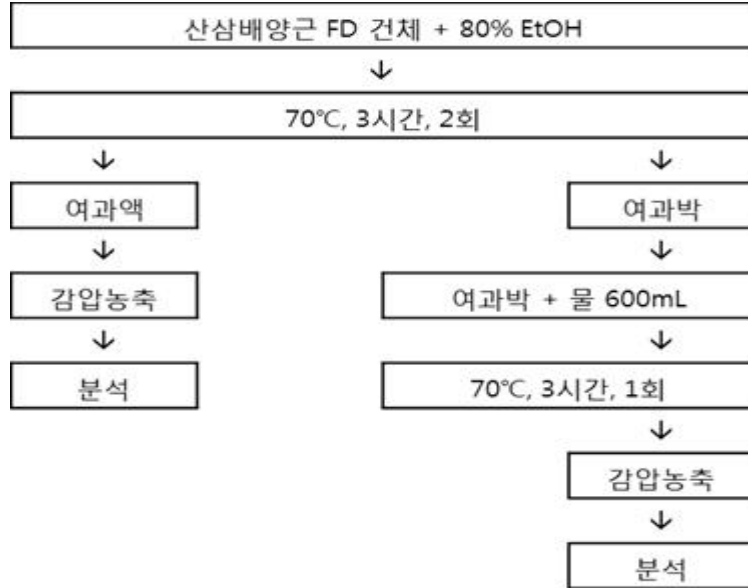 산삼배양근 FD 건체 + 80% EtOH
↓
70℃, 3시간, 2회
↓ ↓
여과액 여과박
↓ ↓
감압농축 여과박 + 물 600mL
↓ ↓
분석 70℃, 3시간, 1회
↓
감압농축
↓
분석